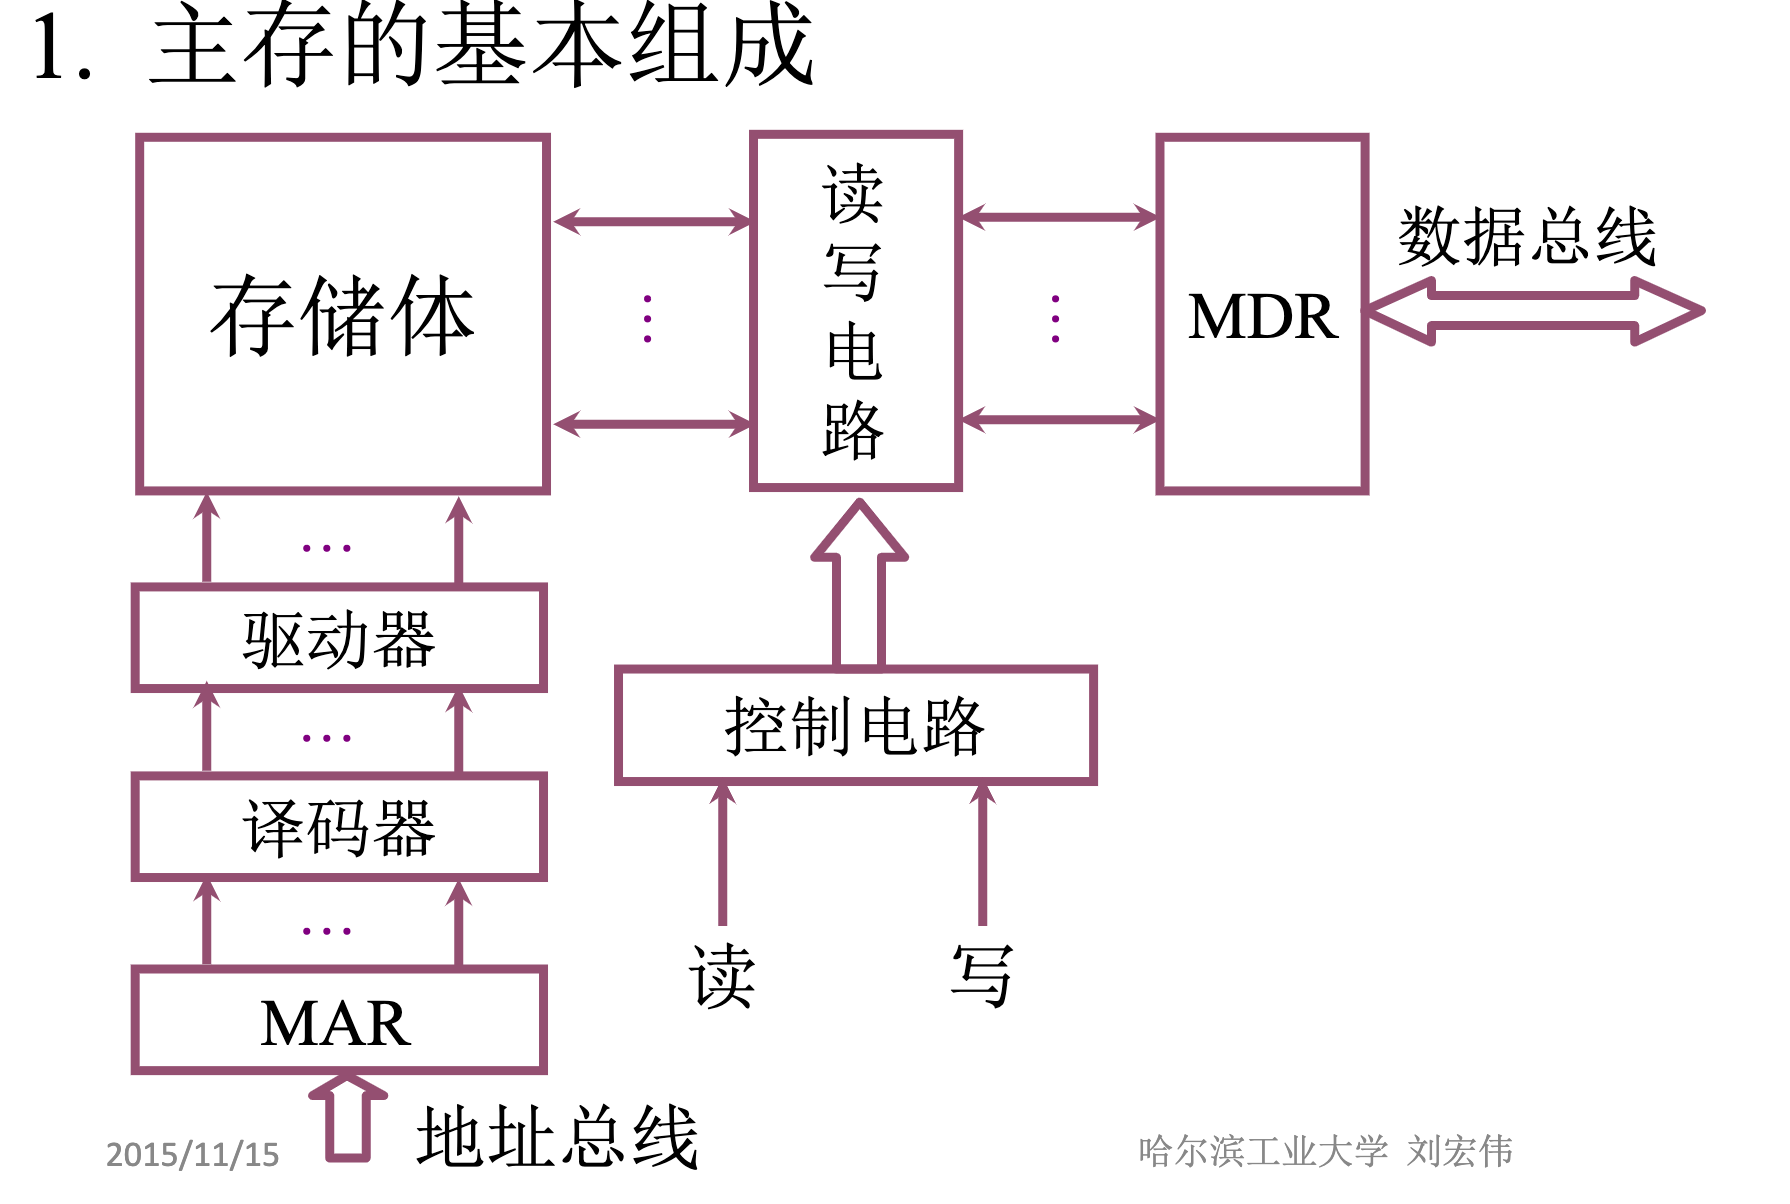 1. 主存的基本组成
存储体
读写电路
MDR
数据总线
驱动器
控制电路
译码器
读
写
MAR
地址总线
2015/11/15
哈尔滨工业大学 刘宏伟